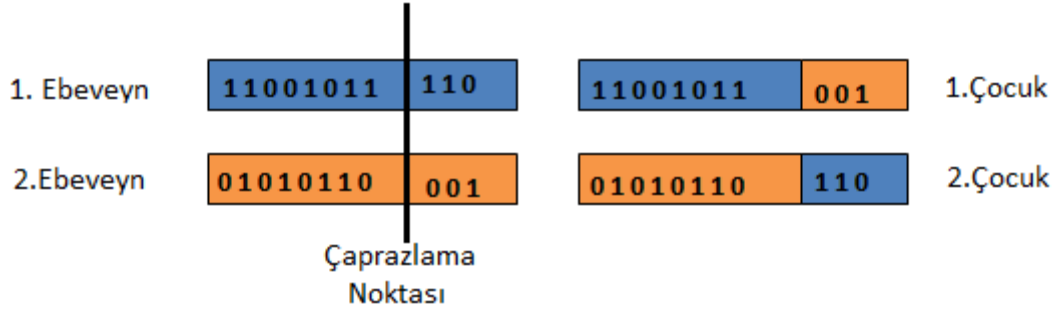 1. Ebeveyn 11001011 110 11001011 001 1.Çocuk
2.Ebeveyn 01010110 001 01010110 110 2.Çocuk
Çaprazlama
Noktası